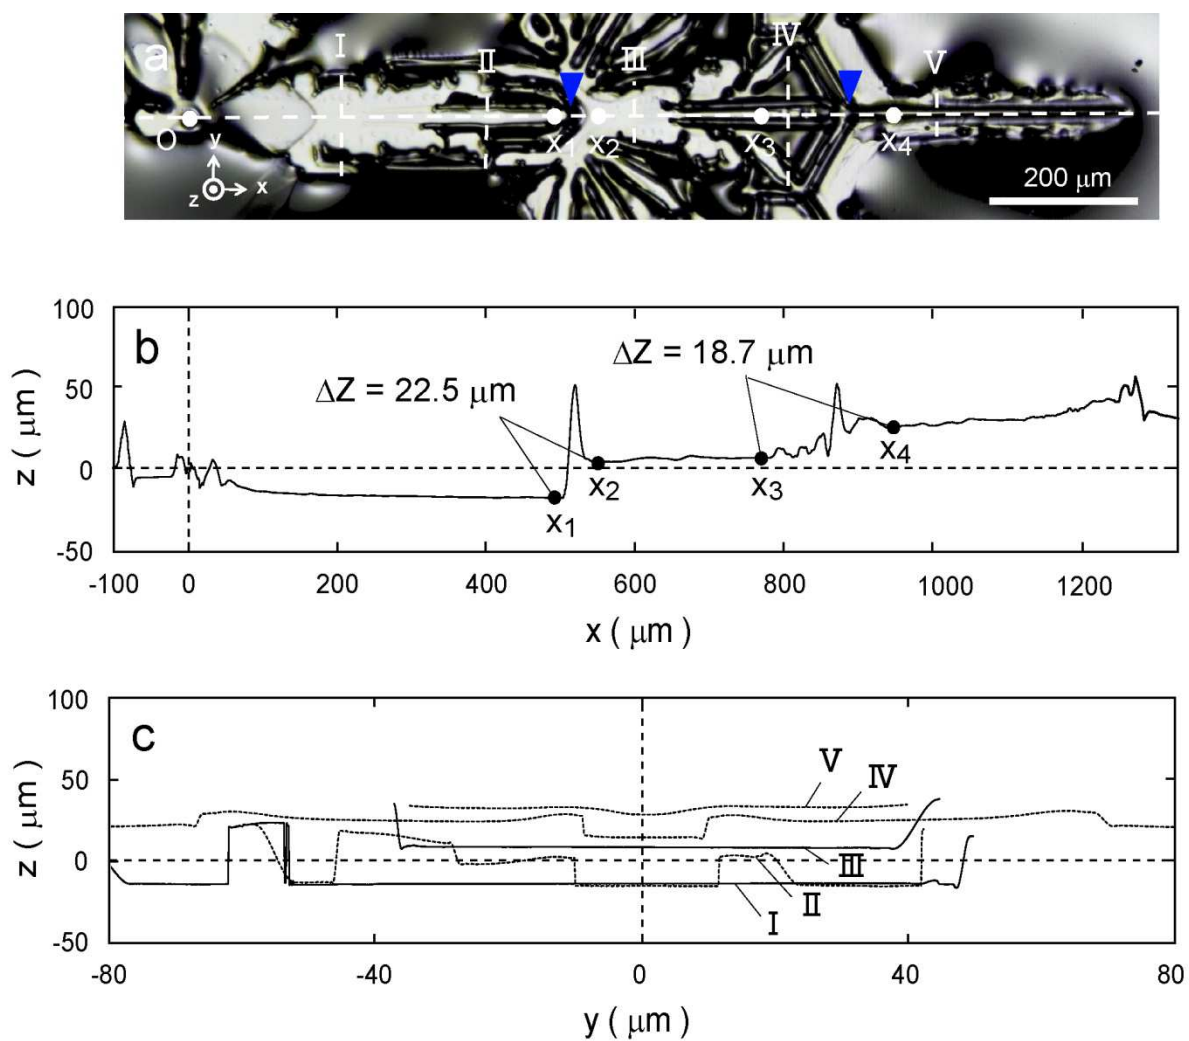 a
I II III IV V
O x1 x2 x3 x4
y
z x
200 μm
b
ΔZ = 22.5 μm
ΔZ = 18.7 μm
x1 x2 x3 x4
z ( μm )
100
50
0
-50
-100 0 200 400 600 800 1000 1200
x ( μm )
c
V IV
III
II
I
z ( μm )
100
50
0
-50
-80 -40 0 40 80
y ( μm )